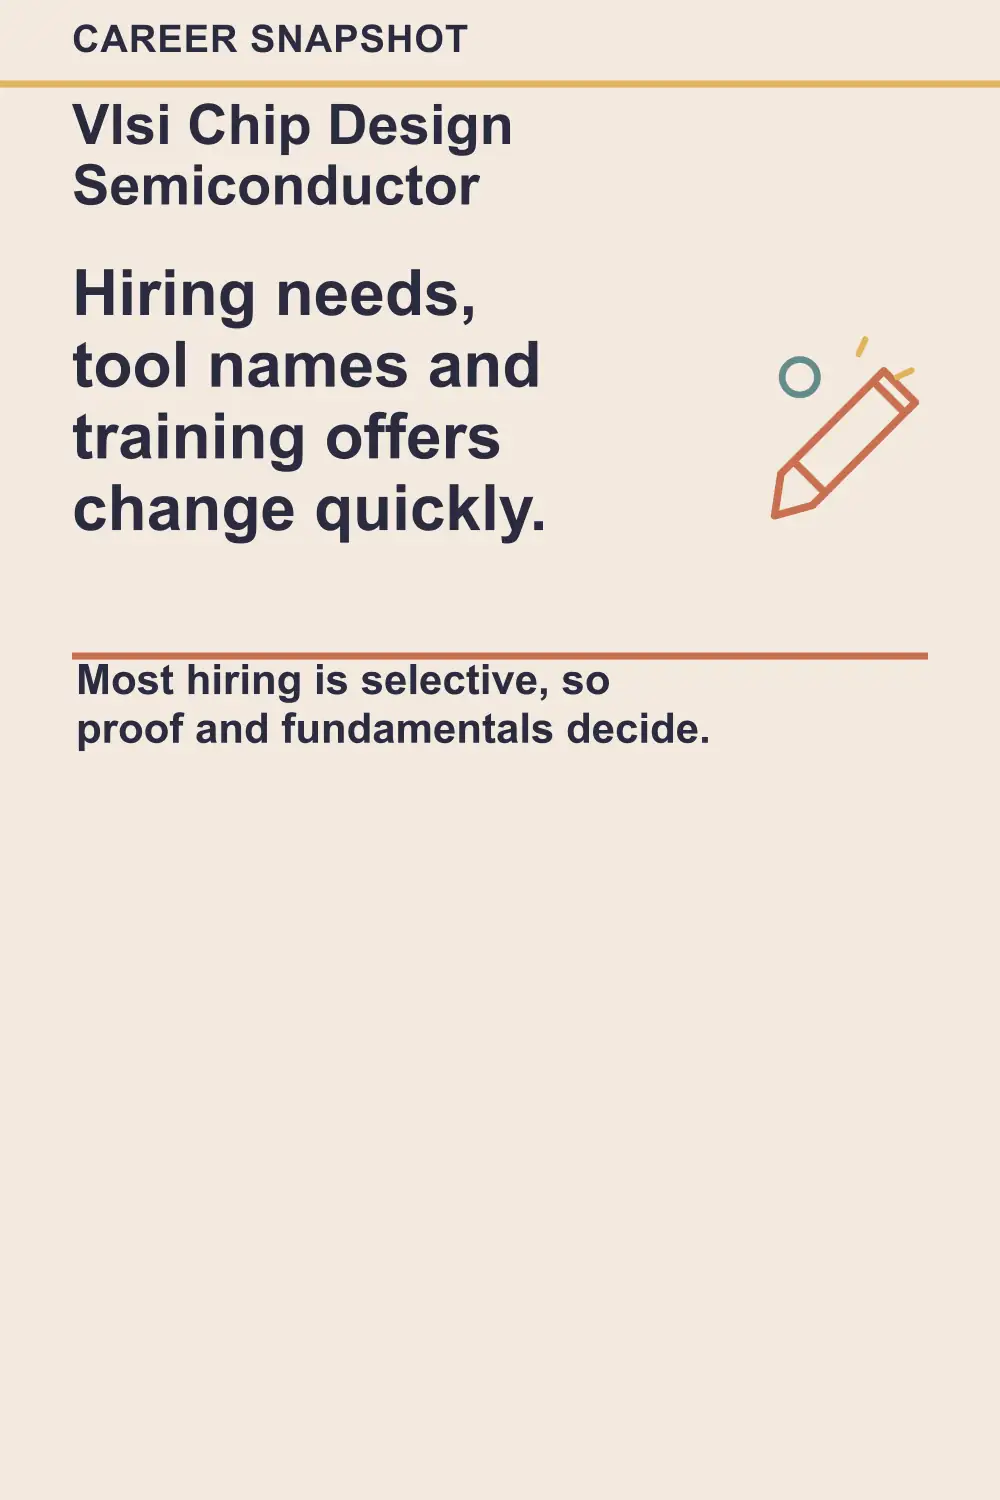 CAREER SNAPSHOT
Vlsi Chip Design
Semiconductor
Hiring needs,
tool names and
training offers
change quickly.
Most hiring is selective, so
proof and fundamentals decide.